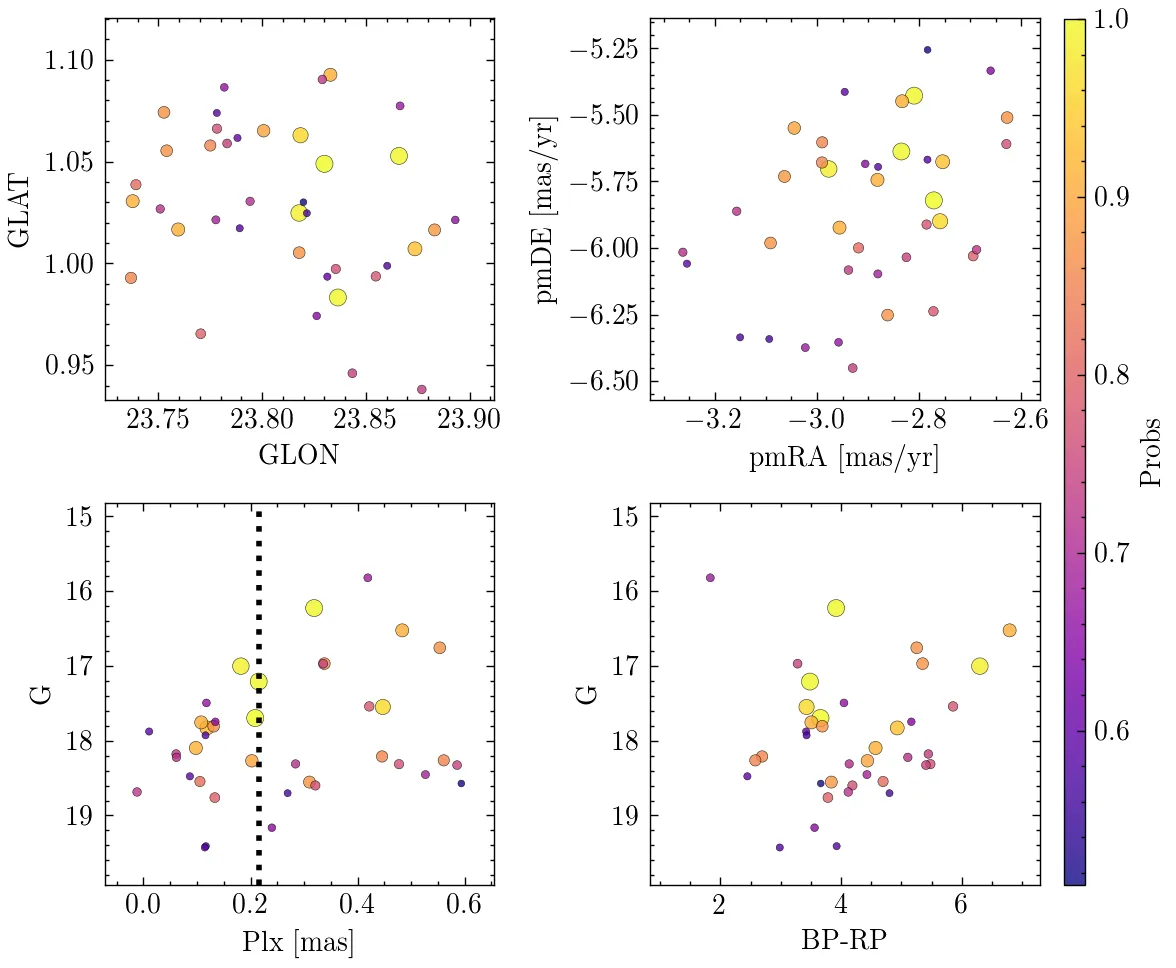 1.10
1.05
1.00
0.95
GLAT
23.75 23.80 23.85 23.90
GLON
−5.25
−5.50
−5.75
−6.00
−6.25
−6.50
pmDE [mas/yr]
−3.2 −3.0 −2.8 −2.6
pmRA [mas/yr]
15
16
17
18
19
G
0.0 0.2 0.4 0.6
Plx [mas]
15
16
17
18
19
G
2 4 6
BP-RP
1.0
0.9
0.8
0.7
0.6
Probs